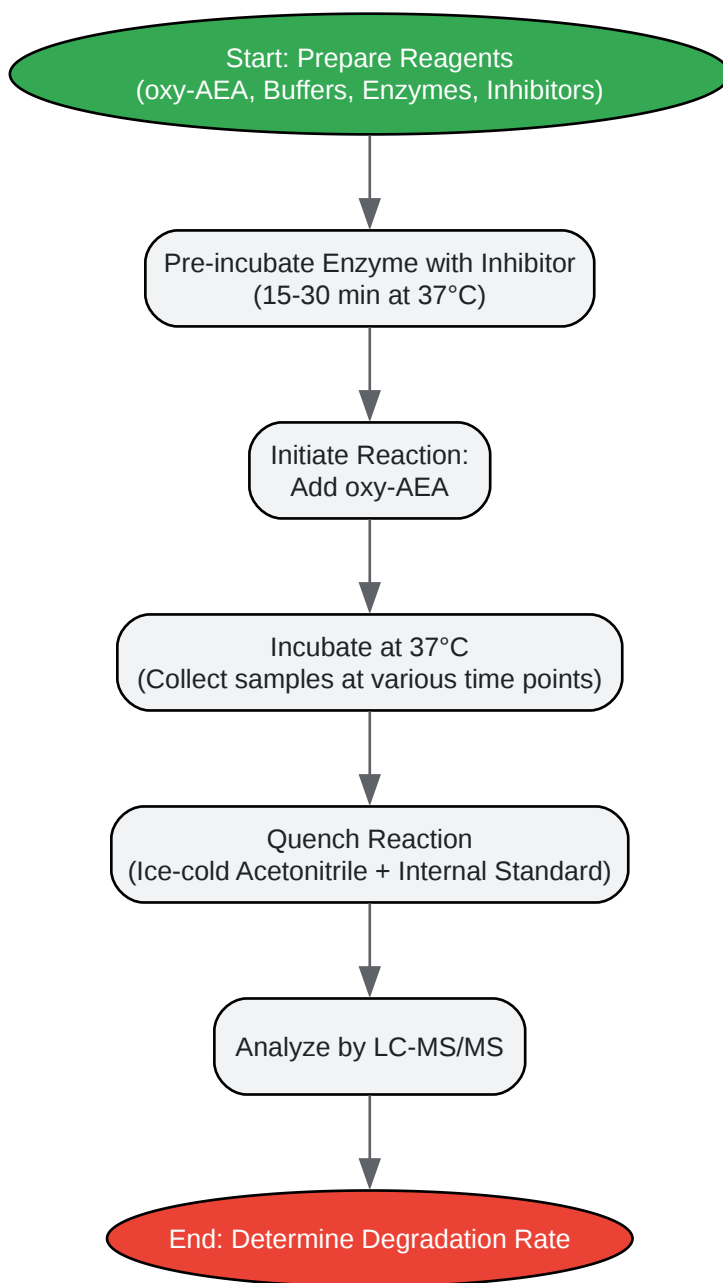 Start: Prepare Reagents
(oxy-AEA, Buffers, Enzymes, Inhibitors)
Pre-incubate Enzyme with Inhibitor
(15-30 min at 37°C)
Initiate Reaction:
Add oxy-AEA
Incubate at 37°C
(Collect samples at various time points)
Quench Reaction
(Ice-cold Acetonitrile + Internal Standard)
Analyze by LC-MS/MS
End: Determine Degradation Rate